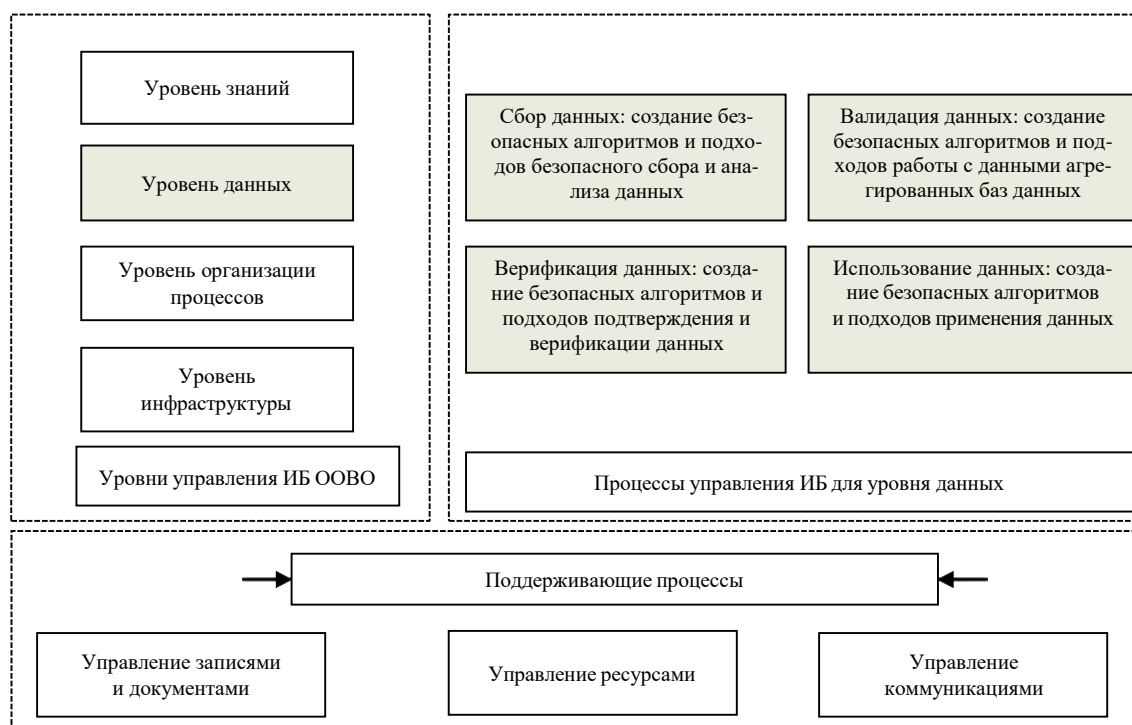 Уровень знаний
Уровень данных
Уровень организации
процессов
Уровень
инфраструктуры
Уровни управления ИБ ООВО
Сбор данных: создание без-
опасных алгоритмов и подхо-
дов безопасного сбора и ана-
лиза данных
Валидация данных: создание
безопасных алгоритмов и под-
ходов работы с данными агре-
гированных баз данных
Верификация данных: созда-
ние безопасных алгоритмов и
подходов подтверждения и
верификации данных
Использование данных: созда-
ние безопасных алгоритмов
и подходов применения данных
Процессы управления ИБ для уровня данных
Поддерживающие процессы
Управление записями
и документами
Управление ресурсами
Управление
коммуникациями